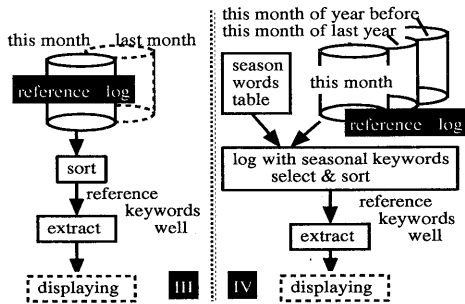 this month last month
reference log
sort
reference
keywords
well
extract
displaying
III
this month of year before
this month of last year
season
words
table
this month
reference log
log with seasonal keywords
select & sort
reference
keywords
well
extract
displaying
IV